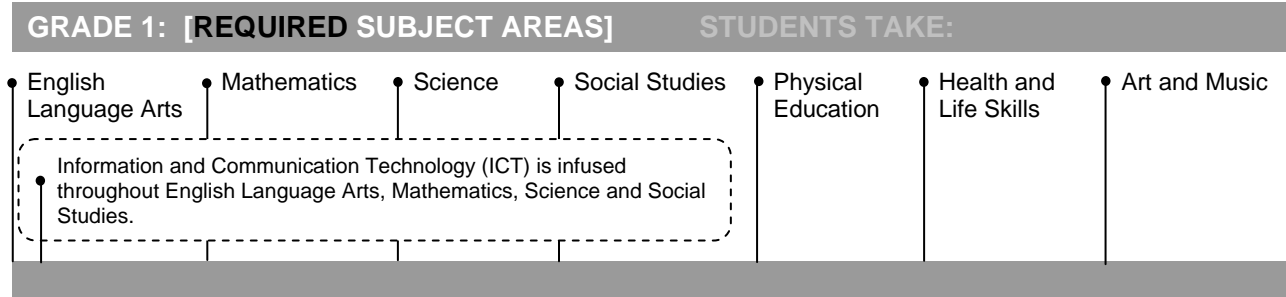 GRADE 1: [REQUIRED SUBJECT AREAS] STUDENTS TAKE:
English
Language Arts
Mathematics
Science
Social Studies
Physical
Education
Health and
Life Skills
Art and Music
Information and Communication Technology (ICT) is infused
throughout English Language Arts, Mathematics, Science and Social
Studies.